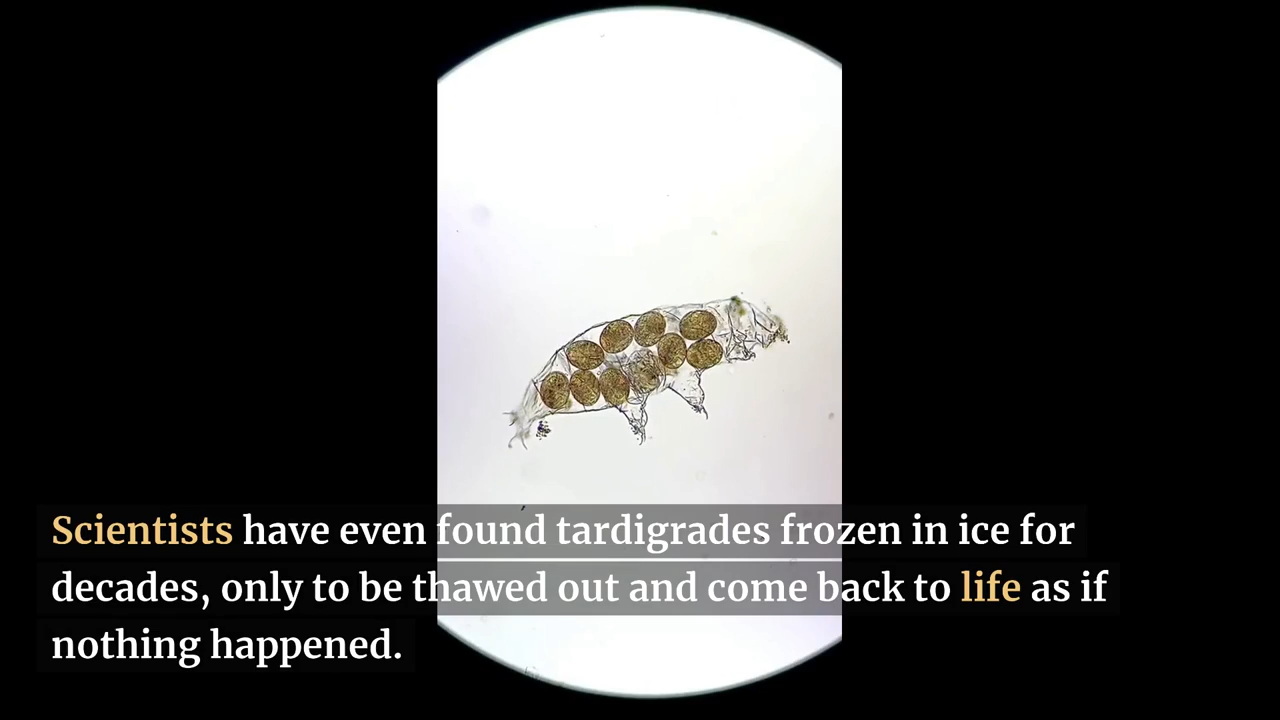 Scientists have even found tardigrades frozen in ice for
decades, only to be thawed out and come back to life as if
nothing happened.